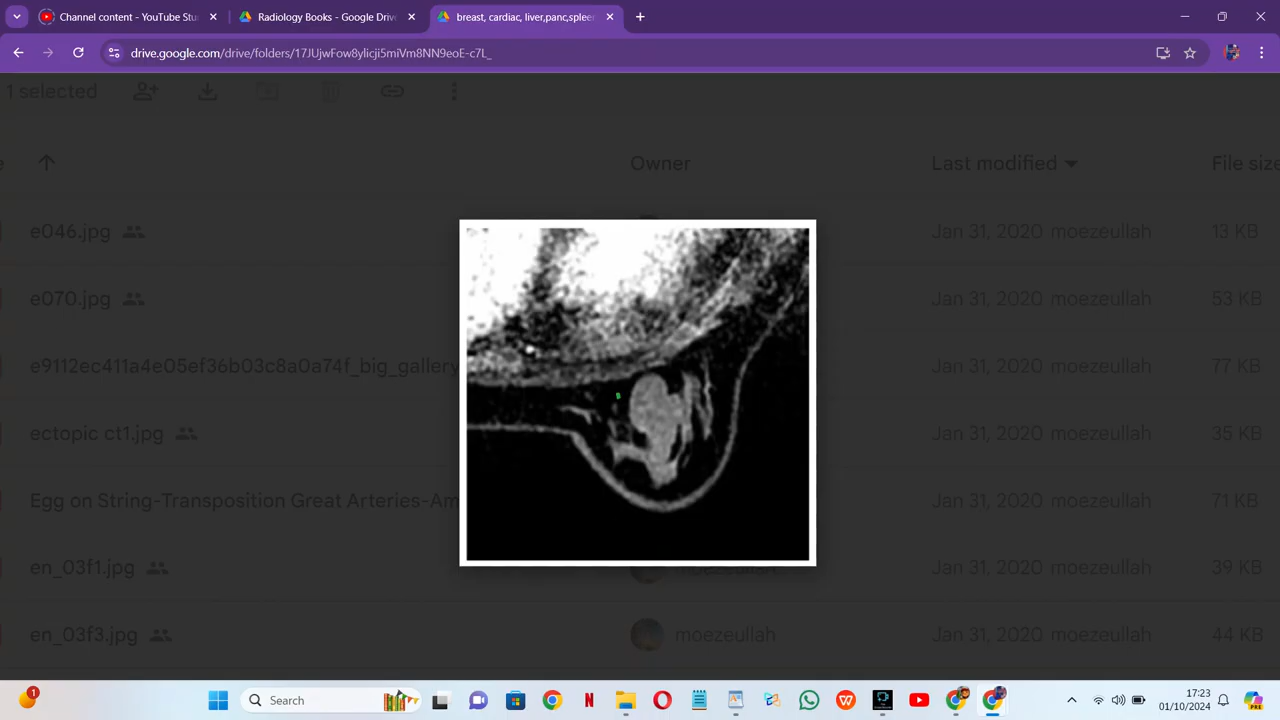 Channel content - YouTube Stu
Radiology Books - Google Drive
breast, cardiac, liver,panc,spleen
drive.google.com/drive/folders/17JUjwFow8ylicji5miVm8NN9eoE-c7L_
1 selected
Owner
Last modified
File size
e046.jpg
Jan 31, 2020 moezeullah
13 KB
e070.jpg
Jan 31, 2020 moezeullah
53 KB
e9112ec411a4e05ef36b03c8a0a74f_big_gallery
Jan 31, 2020 moezeullah
77 KB
ectopic ct1.jpg
Jan 31, 2020 moezeullah
35 KB
Egg on String-Transposition Great Arteries-Am
Jan 31, 2020 moezeullah
71 KB
en_03f1.jpg
Jan 31, 2020 moezeullah
39 KB
en_03f3.jpg
moezeullah
Jan 31, 2020 moezeullah
44 KB
1
Search
17:23
01/10/2024
PRE